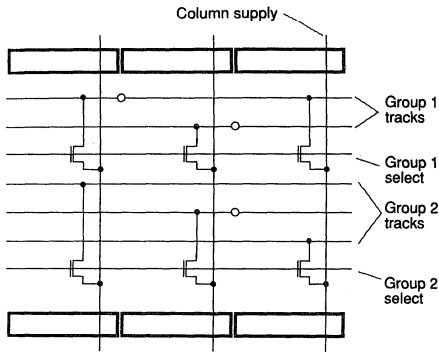 Column supply
Group 1
tracks
Group 1
select
Group 2
tracks
Group 2
select